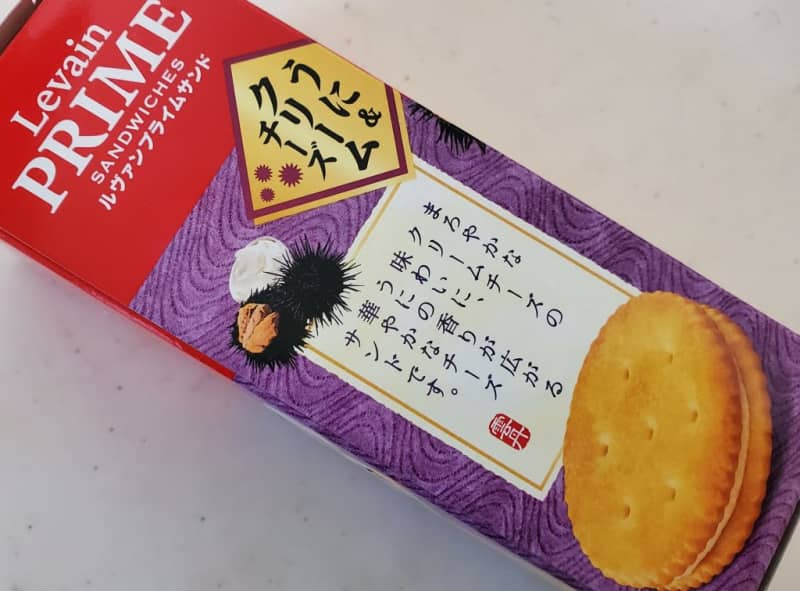 Levain
PRIME
SANDWICHES
ルヴァンプライムサンド
うに&
クリーム
チーズ
まろやかな
クリームチーズの
味わいに、
うにの香りが広がる
華やかなチーズ
サンドです。
雲丹